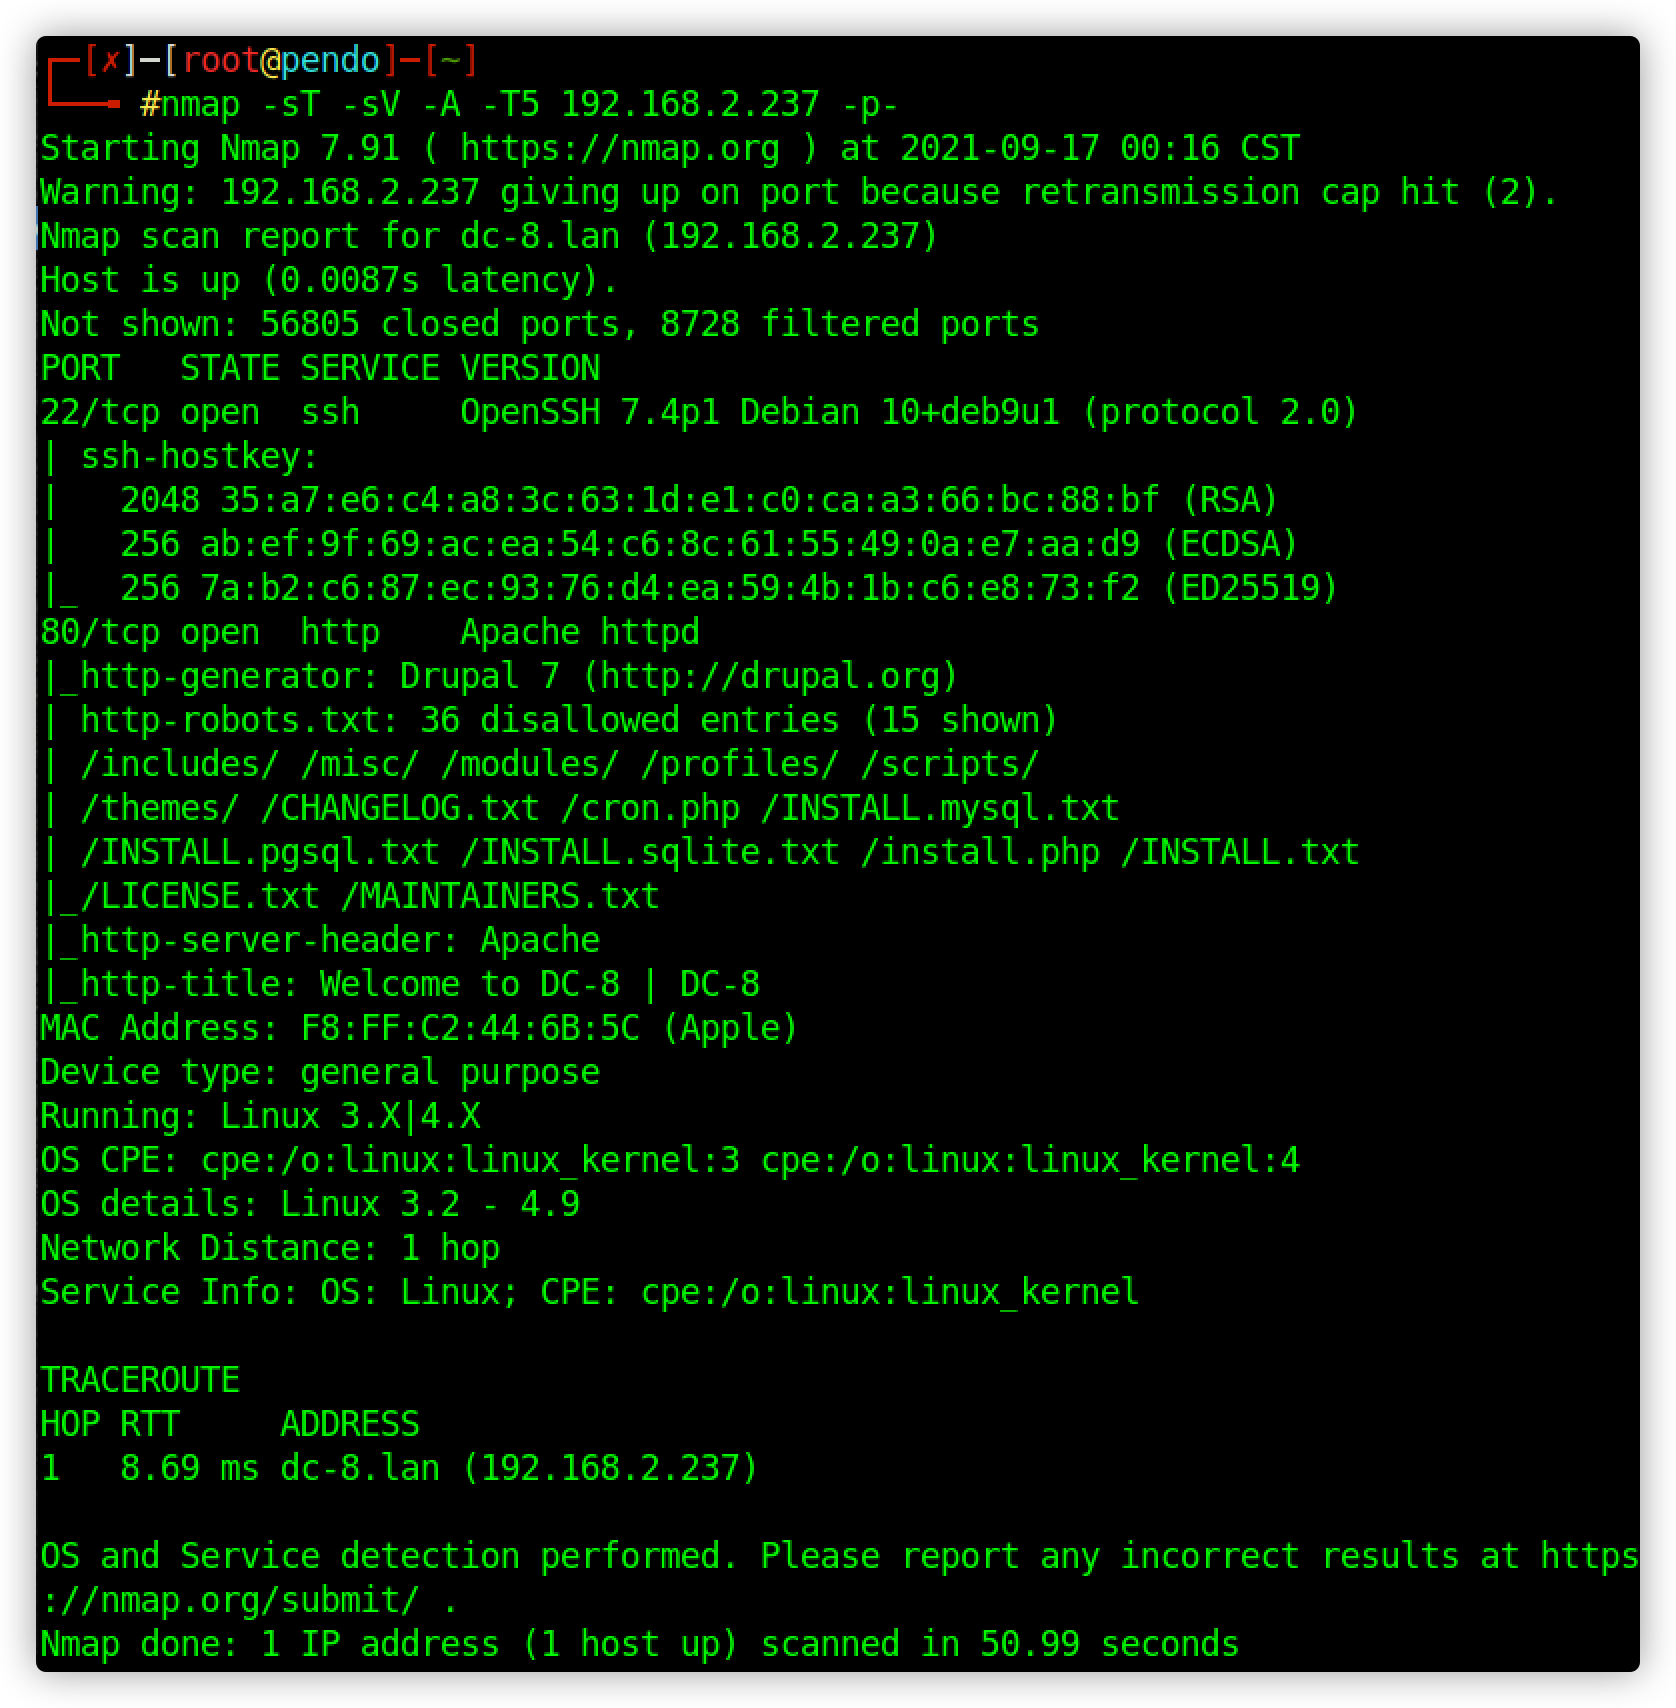 ┌─[✗]─[root@pendo]─[~]
└──╼ #nmap -sT -sV -A -T5 192.168.2.237 -p-
Starting Nmap 7.91 ( https://nmap.org ) at 2021-09-17 00:16 CST
Warning: 192.168.2.237 giving up on port because retransmission cap hit (2).
Nmap scan report for dc-8.lan (192.168.2.237)
Host is up (0.0087s latency).
Not shown: 56805 closed ports, 8728 filtered ports
PORT   STATE SERVICE VERSION
22/tcp open  ssh     OpenSSH 7.4p1 Debian 10+deb9u1 (protocol 2.0)
| ssh-hostkey:
|   2048 35:a7:e6:c4:a8:3c:63:1d:e1:c0:ca:a3:66:bc:88:bf (RSA)
|   256 ab:ef:9f:69:ac:ea:54:c6:8c:61:55:49:0a:e7:aa:d9 (ECDSA)
|_  256 7a:b2:c6:87:ec:93:76:d4:ea:59:4b:1b:c6:e8:73:f2 (ED25519)
80/tcp open  http    Apache httpd
|_http-generator: Drupal 7 (http://drupal.org)
| http-robots.txt: 36 disallowed entries (15 shown)
| /includes/ /misc/ /modules/ /profiles/ /scripts/
| /themes/ /CHANGELOG.txt /cron.php /INSTALL.mysql.txt
| /INSTALL.pgsql.txt /INSTALL.sqlite.txt /install.php /INSTALL.txt
|_/LICENSE.txt /MAINTAINERS.txt
|_http-server-header: Apache
|_http-title: Welcome to DC-8 | DC-8
MAC Address: F8:FF:C2:44:6B:5C (Apple)
Device type: general purpose
Running: Linux 3.X|4.X
OS CPE: cpe:/o:linux:linux_kernel:3 cpe:/o:linux:linux_kernel:4
OS details: Linux 3.2 - 4.9
Network Distance: 1 hop
Service Info: OS: Linux; CPE: cpe:/o:linux:linux_kernel

TRACEROUTE
HOP RTT     ADDRESS
1   8.69 ms dc-8.lan (192.168.2.237)

OS and Service detection performed. Please report any incorrect results at https
://nmap.org/submit/ .
Nmap done: 1 IP address (1 host up) scanned in 50.99 seconds